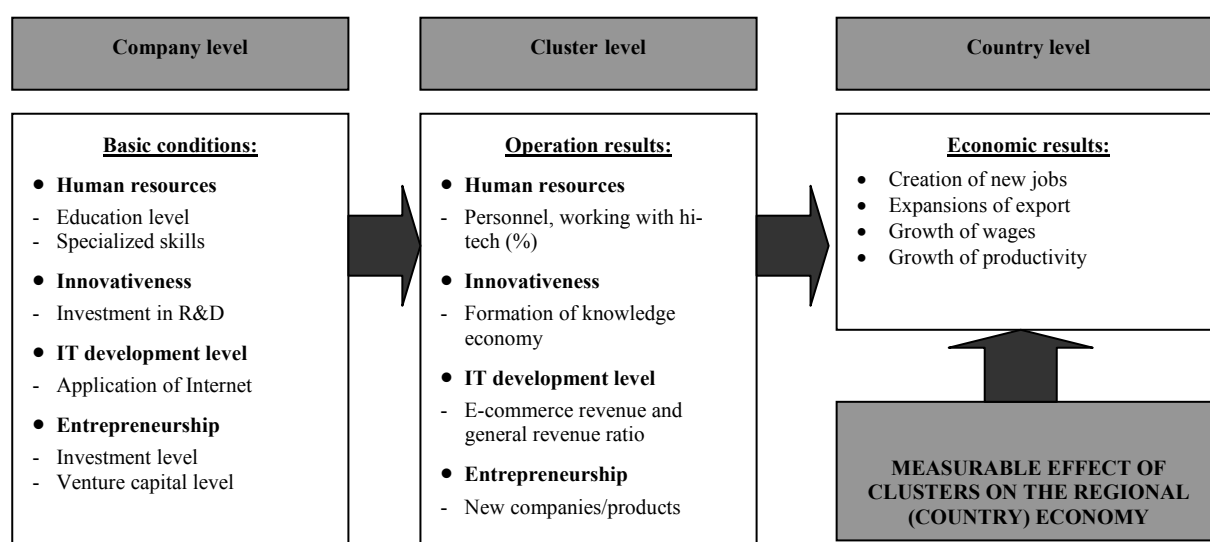 Company level
Basic conditions:
• Human resources
- Education level
- Specialized skills
• Innovativeness
- Investment in R&D
• IT development level
- Application of Internet
• Entrepreneurship
- Investment level
- Venture capital level
Cluster level
Operation results:
• Human resources
- Personnel, working with hi-
tech (%)
• Innovativeness
- Formation of knowledge
economy
• IT development level
- E-commerce revenue and
general revenue ratio
• Entrepreneurship
- New companies/products
Country level
Economic results:
• Creation of new jobs
• Expansions of export
• Growth of wages
• Growth of productivity
MEASURABLE EFFECT OF
CLUSTERS ON THE REGIONAL
(COUNTRY) ECONOMY